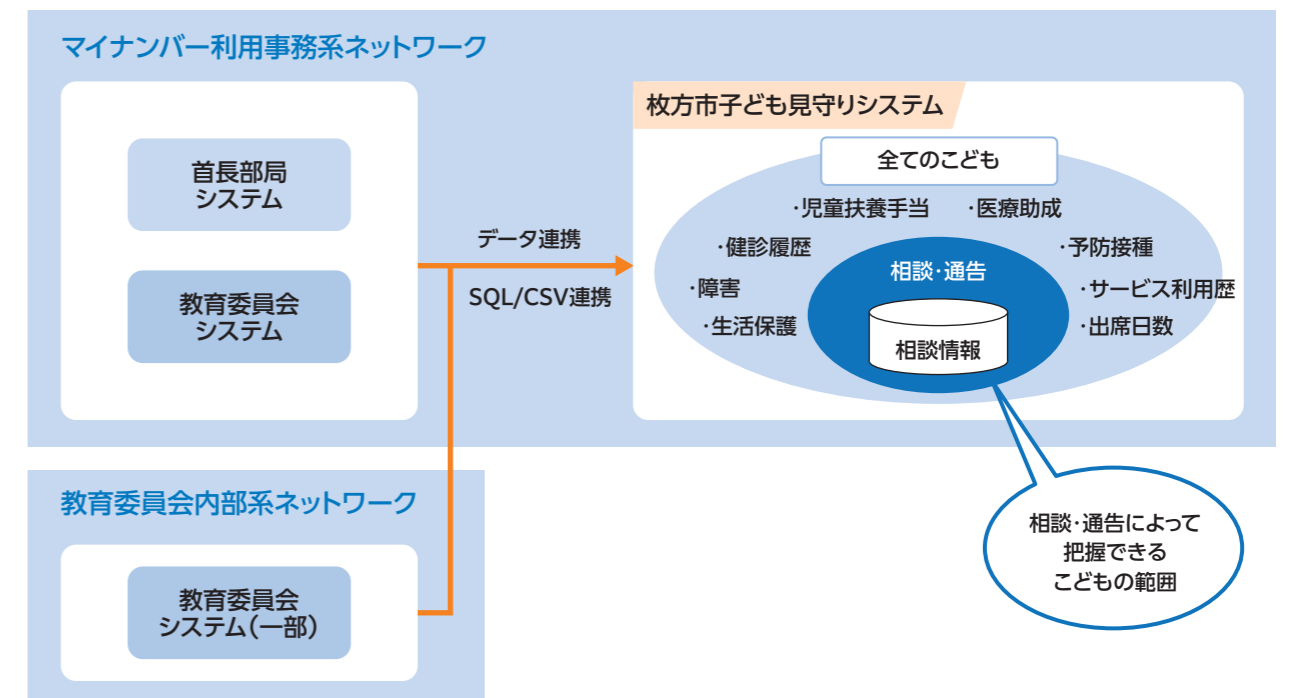 マイナンバー利用事務系ネットワーク
首長部局
システム
教育委員会
システム
データ連携
SQL/CSV連携
枚方市子ども見守りシステム
全てのこども
･児童扶養手当
･医療助成
･健診履歴
･予防接種
･障害
･サービス利用歴
･生活保護
･出席日数
相談･通告
相談情報
相談･通告によって
把握できる
こどもの範囲
教育委員会内部系ネットワーク
教育委員会
システム(一部)